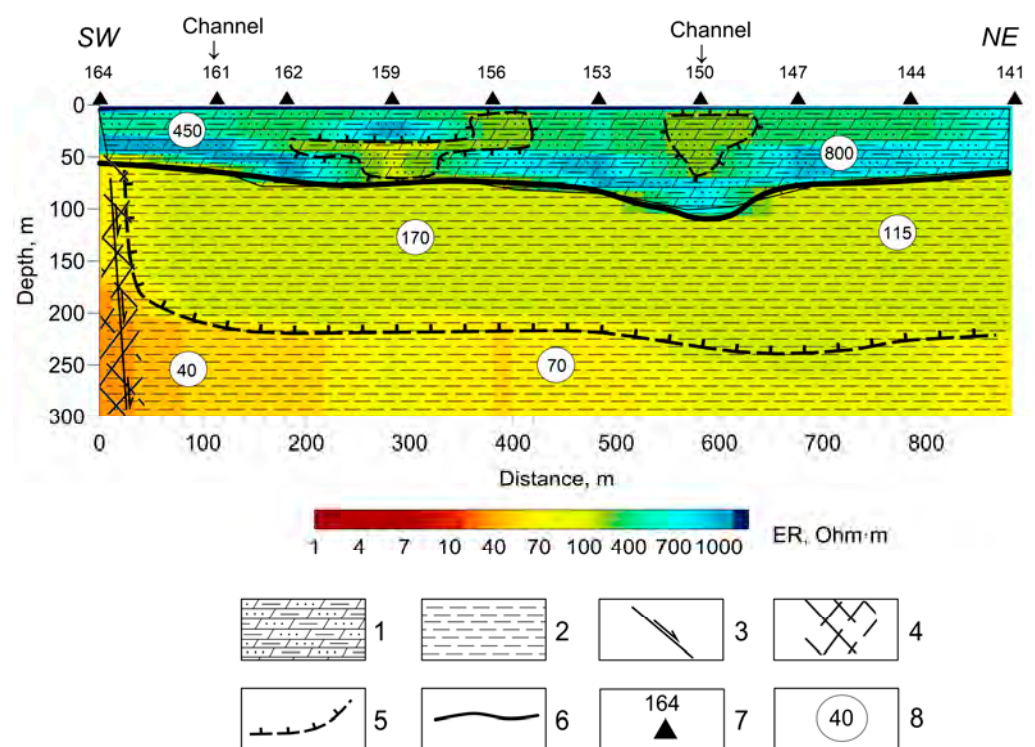 Channel Channel
SW ↓ ↓ NE
164 161 162 159 156 153 150 147 144 141
0
50
100
150
200
250
300
Depth, m
450
800
170
115
40
70
0 100 200 300 400 500 600 700 800
Distance, m
1 4 7 10 40 70 100 400 700 1000
ER, Ohm·m
1 2 3 4
164
5 6 7 40 8